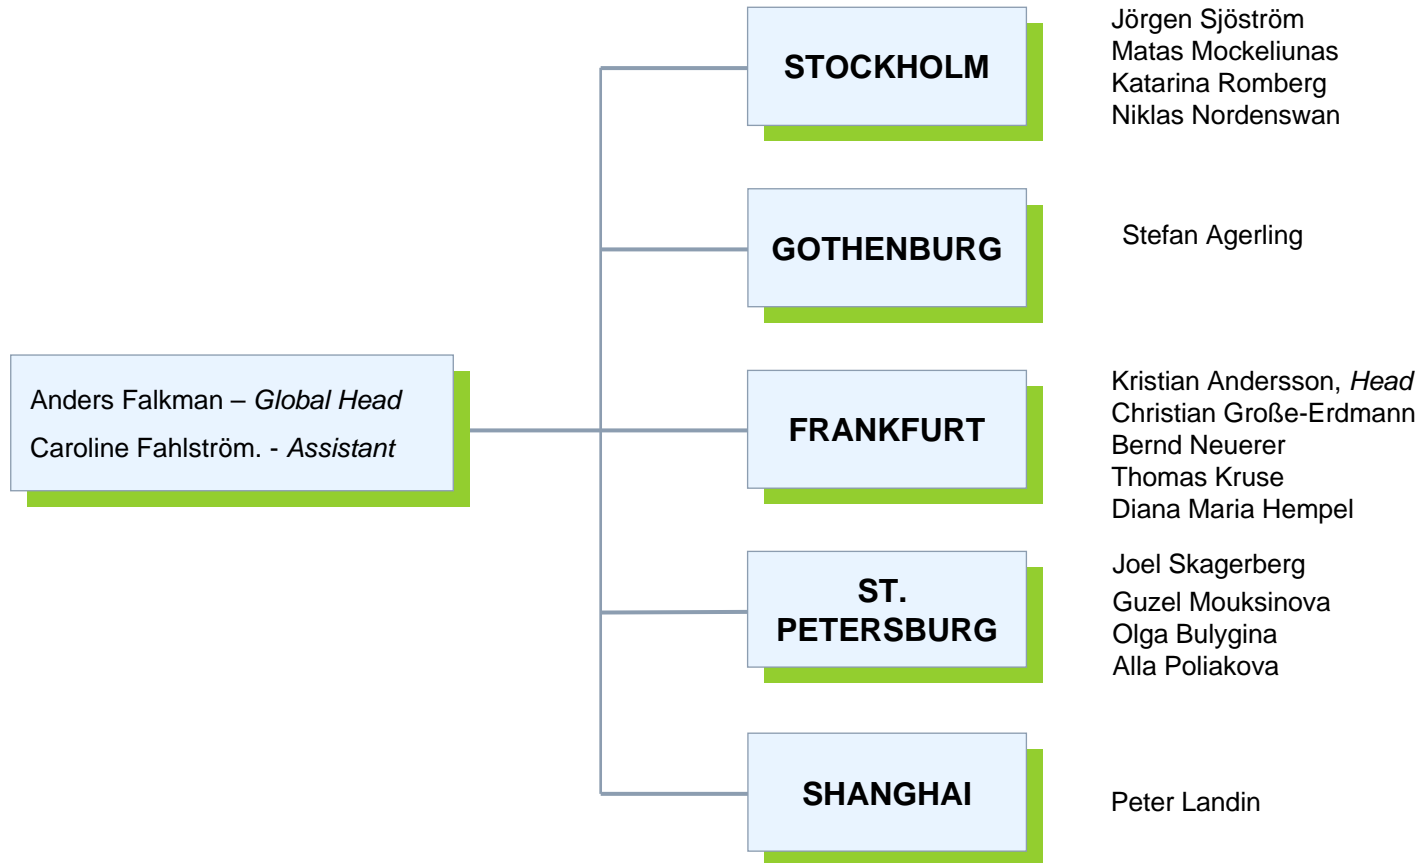 STOCKHOLM
Jörgen Sjöström
Matas Mockeliunas
Katarina Romberg
Niklas Nordenswan
GOTHENBURG
Stefan Agerling
Anders Falkman – Global Head
Caroline Fahlström. - Assistant
FRANKFURT
Kristian Andersson, Head
Christian Große-Erdmann
Bernd Neuerer
Thomas Kruse
Diana Maria Hempel
ST.
PETERSBURG
Joel Skagerberg
Guzel Mouksinova
Olga Bulygina
Alla Poliakova
SHANGHAI
Peter Landin